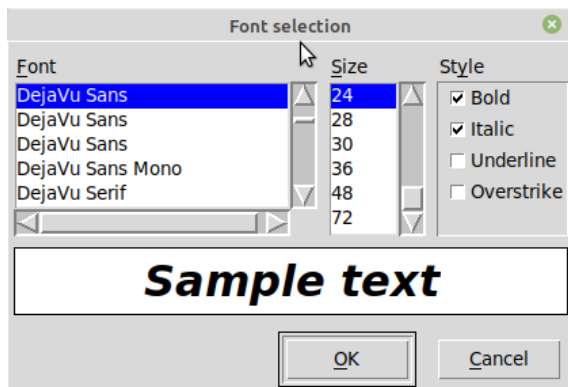 Font selection
Font
Size
Style
DejaVu Sans
DejaVu Sans
DejaVu Sans
DejaVu Sans Mono
DejaVu Serif
24
28
30
36
48
72
Bold
Italic
Underline
Overstrike
Sample text
OK
Cancel